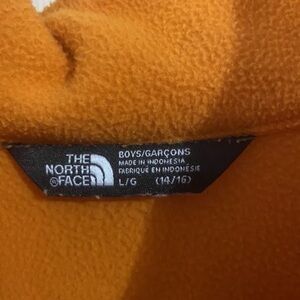 THE
NORTH
FACE
BOYS/GARÇONS
MADE IN INDONESIA
FABRIQUÉ EN INDONESIE
L/G (14/16)